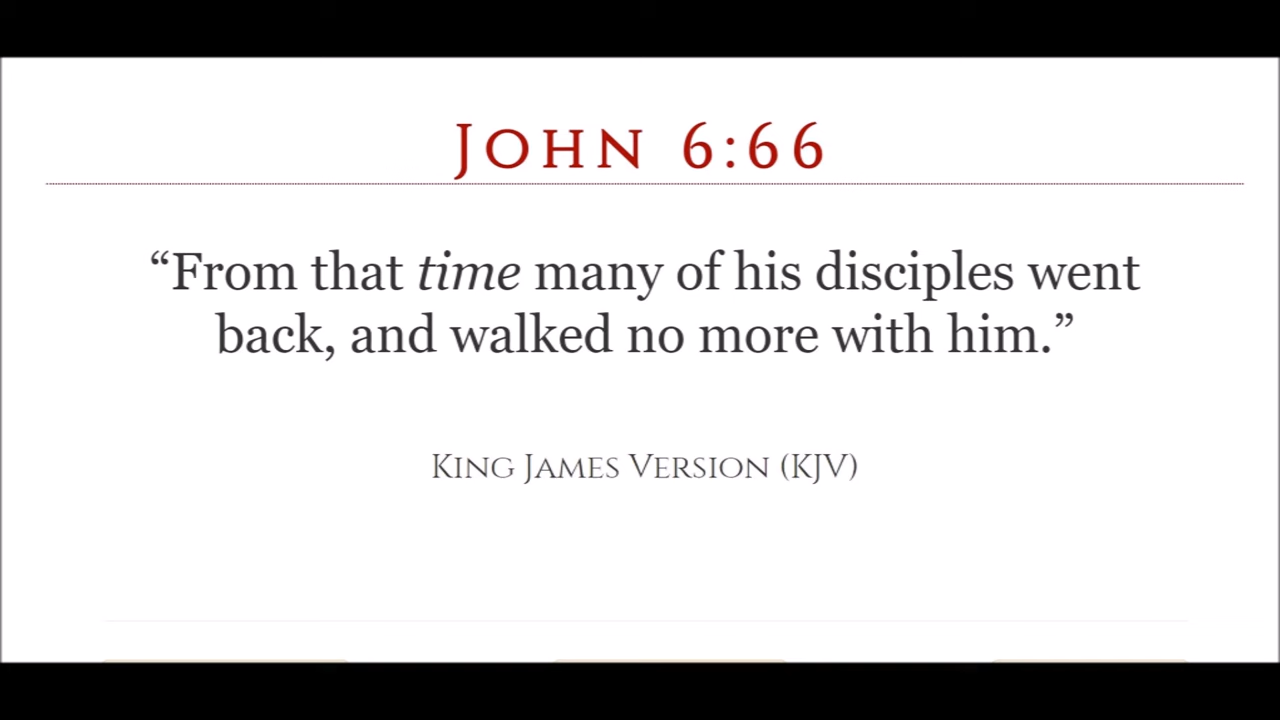 John 6:66
“From that time many of his disciples went
back, and walked no more with him.”
King James Version (KJV)